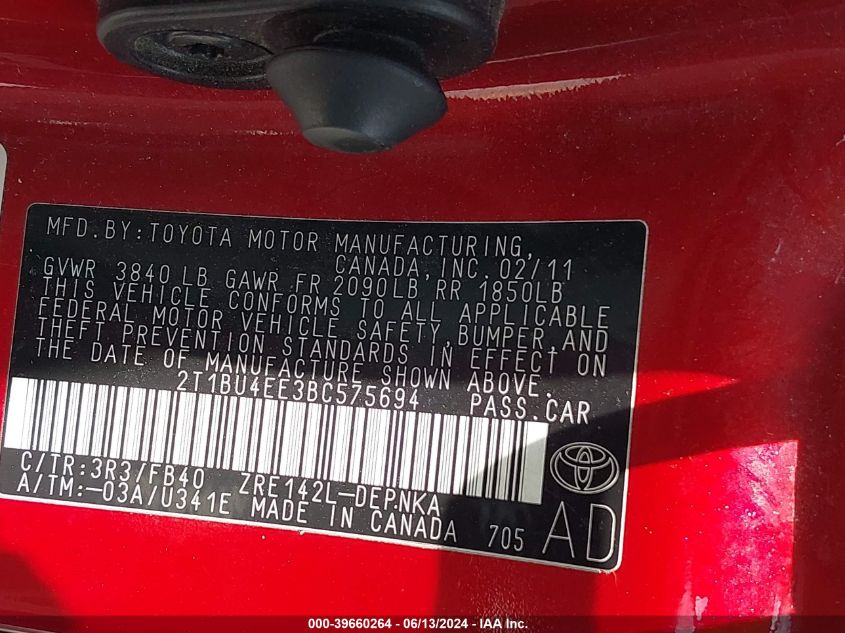 MFD.BY:TOYOTA MOTOR MANUFACTURING,
CANADA, INC. 02/11
GVWR 3840 LB GAWR FR 2090LB RR 1850LB
THIS VEHICLE CONFORMS TO ALL APPLICABLE
FEDERAL MOTOR VEHICLE SAFETY, BUMPER, AND
THEFT PREVENTION STANDARDS IN EFFECT ON
THE DATE OF MANUFACTURE SHOWN ABOVE.
2T1BU4EE3BC575694 PASS.CAR
C/TR:3R3/FB40 ZRE142L-DEPNKA
A/TM:-03A/U341E MADE IN CANADA 705 AD
000-39660264 - 06/13/2024 - IAA Inc.